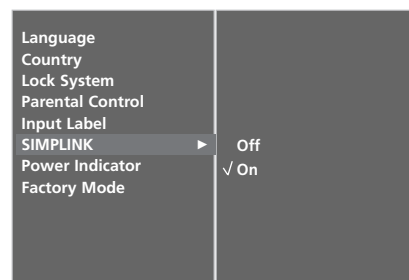 Language
Country
Lock System
Parental Control
Input Label
SIMPLINK ►
Power Indicator
Factory Mode
Off
√ On